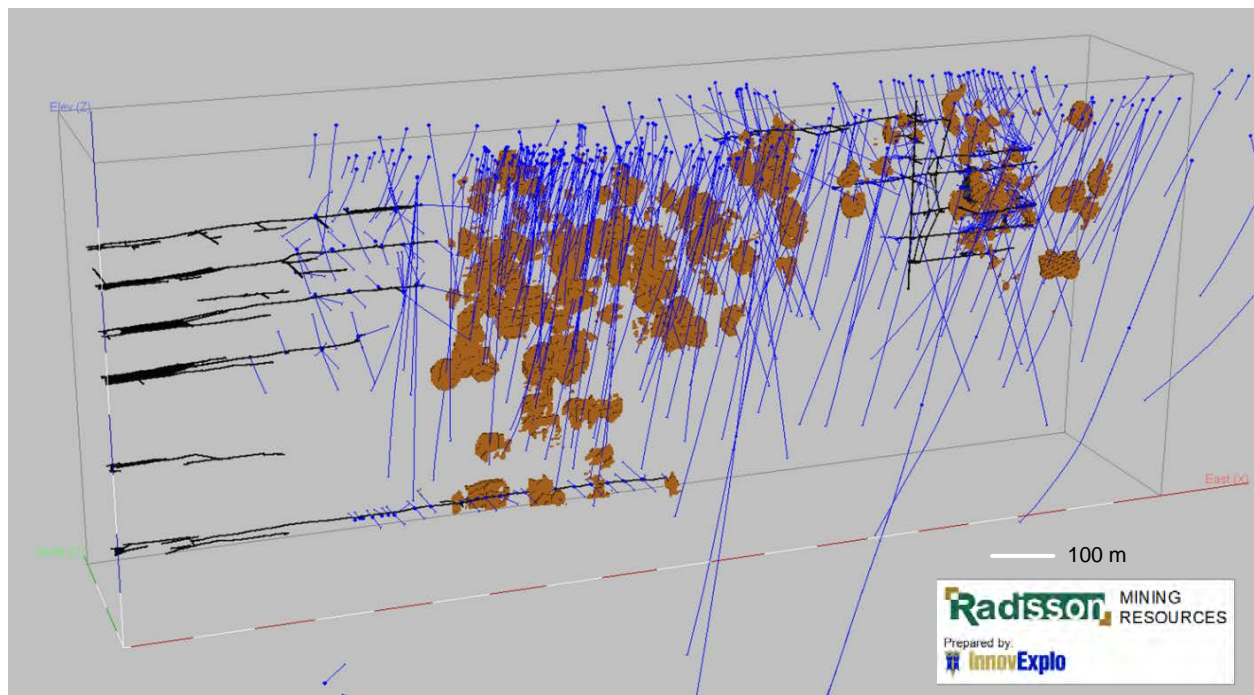 Elev (Z)
East (X)
100 m
Radisson MINING
RESOURCES
Prepared by:
InnovExplo